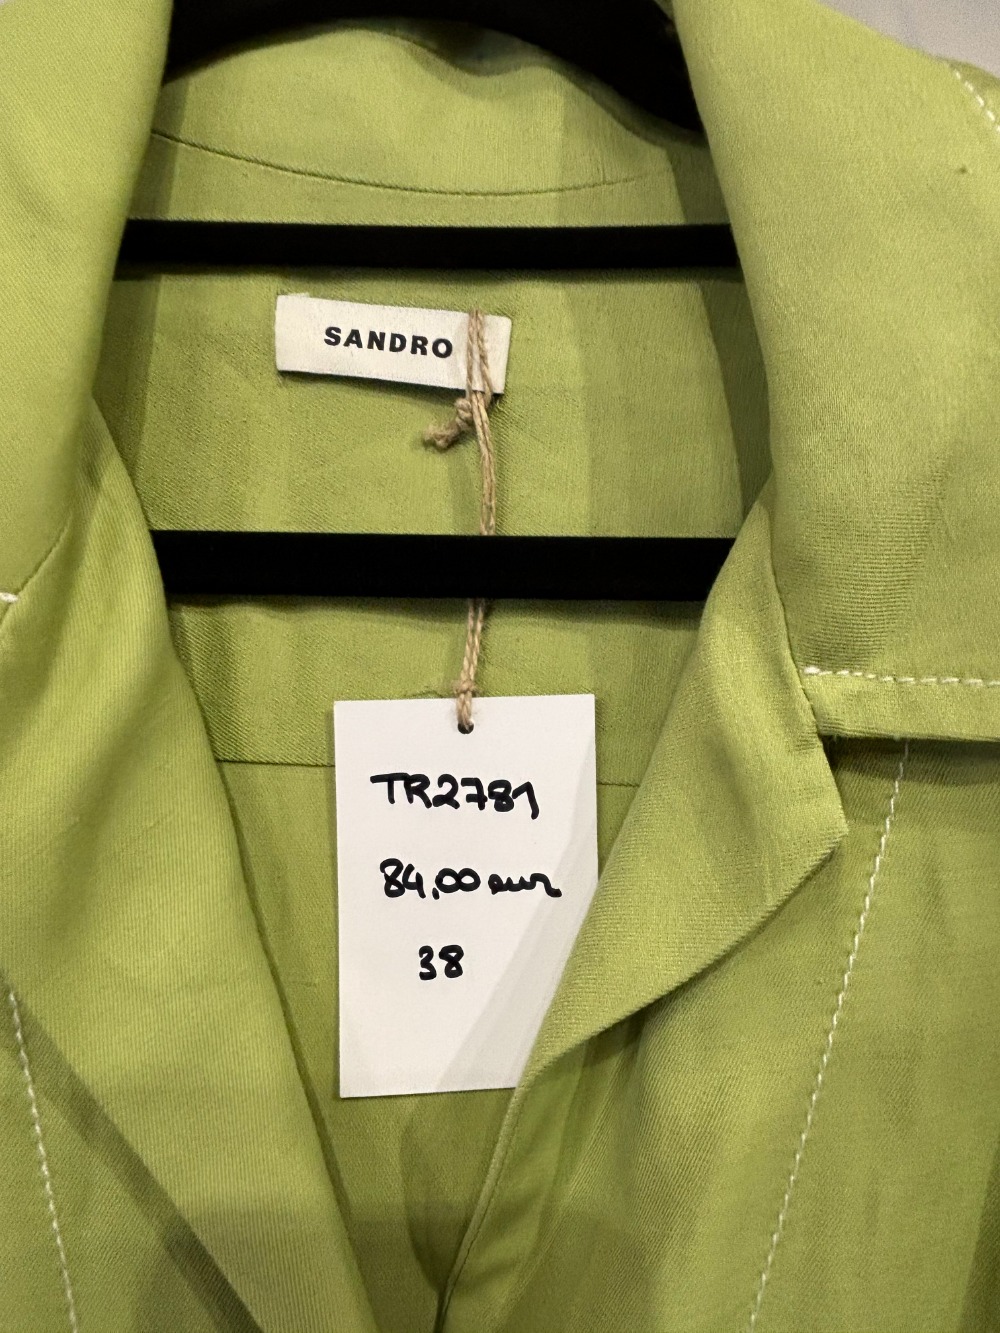 SANDRO
TR2781
84,00 eur
38